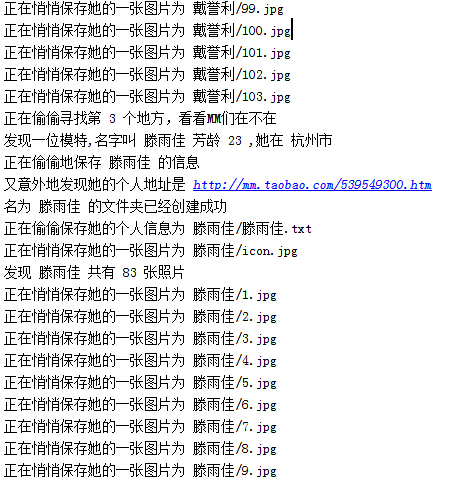 正在悄悄保存她的一张图片为 戴誉利/99.jpg
正在悄悄保存她的一张图片为 戴誉利/100.jpg
正在悄悄保存她的一张图片为 戴誉利/101.jpg
正在悄悄保存她的一张图片为 戴誉利/102.jpg
正在悄悄保存她的一张图片为 戴誉利/103.jpg
正在偷偷寻找第 3 个地方，看看MM们在不在
发现一位模特,名字叫 滕雨佳 芳龄 23 ,她在 杭州市
正在偷偷地保存 滕雨佳 的信息
又意外地发现她的个人地址是 http://mm.taobao.com/539549300.htm
名为 滕雨佳 的文件夹已经创建成功
正在偷偷保存她的个人信息为 滕雨佳/滕雨佳.txt
正在悄悄保存她的一张图片为 滕雨佳/icon.jpg
发现 滕雨佳 共有 83 张照片
正在悄悄保存她的一张图片为 滕雨佳/1.jpg
正在悄悄保存她的一张图片为 滕雨佳/2.jpg
正在悄悄保存她的一张图片为 滕雨佳/3.jpg
正在悄悄保存她的一张图片为 滕雨佳/4.jpg
正在悄悄保存她的一张图片为 滕雨佳/5.jpg
正在悄悄保存她的一张图片为 滕雨佳/6.jpg
正在悄悄保存她的一张图片为 滕雨佳/7.jpg
正在悄悄保存她的一张图片为 滕雨佳/8.jpg
正在悄悄保存她的一张图片为 滕雨佳/9.jpg